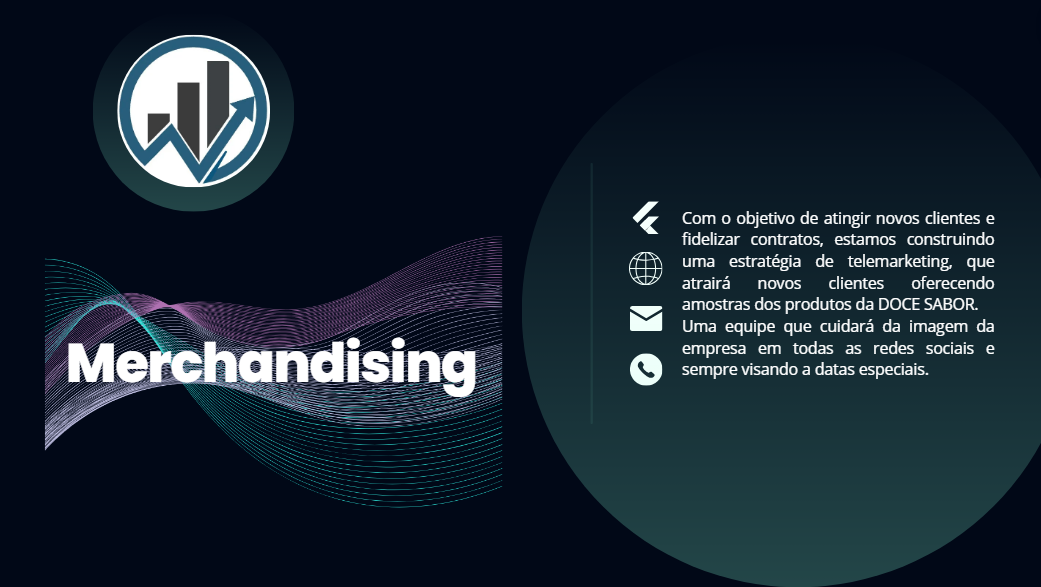 Merchandising
Com o objetivo de atingir novos clientes e
fidelizar contratos, estamos construindo
uma estratégia de telemarketing, que
atrairá novos clientes oferecendo
amostras dos produtos da DOCE SABOR.
Uma equipe que cuidará da imagem da
empresa em todas as redes sociais e
sempre visando a datas especiais.